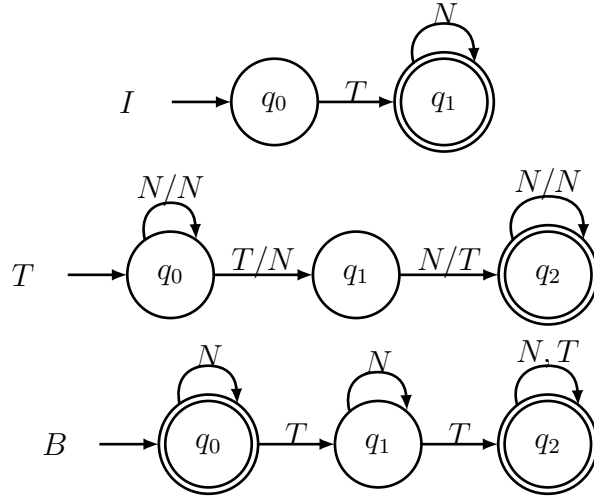 N
I q0 T q1
N/N N/N
T q0 T/N q1 N/T q2
N N N, T
B q0 T q1 T q2